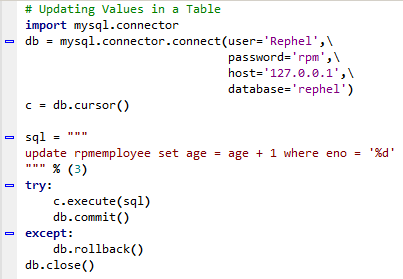 # Updating Values in a Table
import mysql.connector
db = mysql.connector.connect(user='Rephel',\
                             password='rpm',\
                             host='127.0.0.1',\
                             database='rephel')
c = db.cursor()

sql = """
update rpmemployee set age = age + 1 where eno = '%d'
""" % (3)
try:
    c.execute(sql)
    db.commit()
except:
    db.rollback()
db.close()